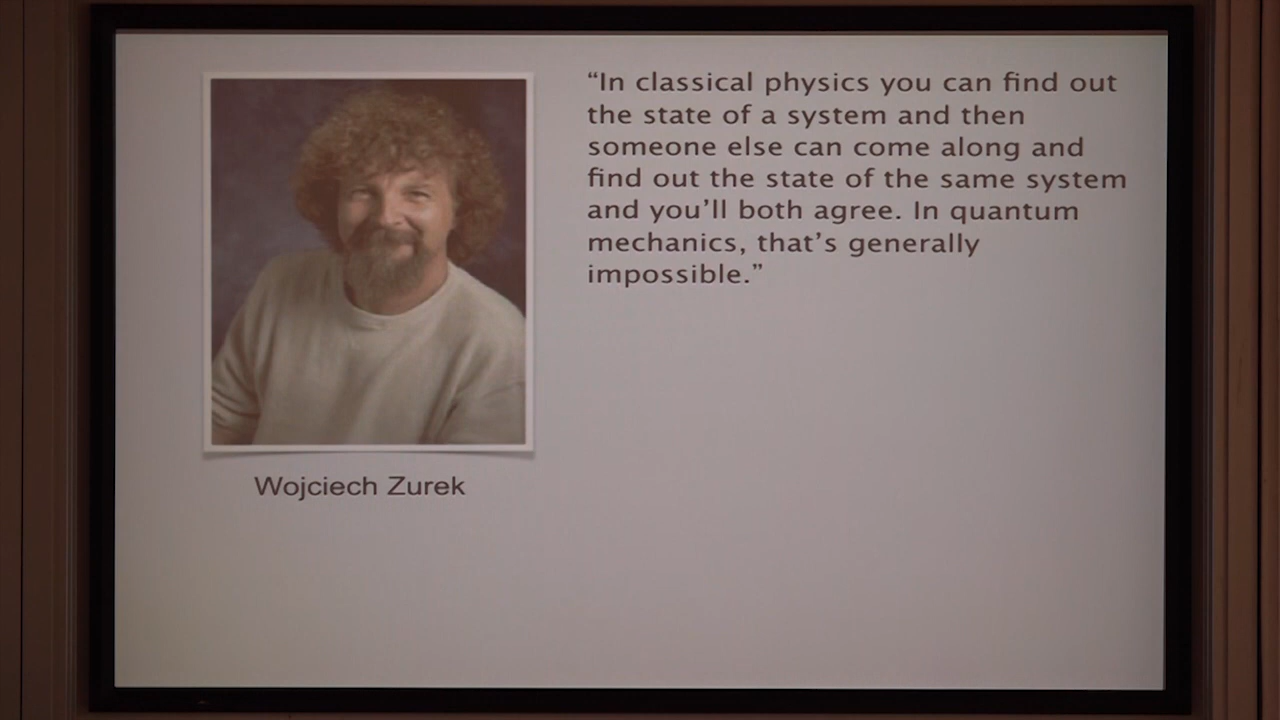 “In classical physics you can find out
the state of a system and then
someone else can come along and
find out the state of the same system
and you’ll both agree. In quantum
mechanics, that’s generally
impossible.”
Wojciech Zurek